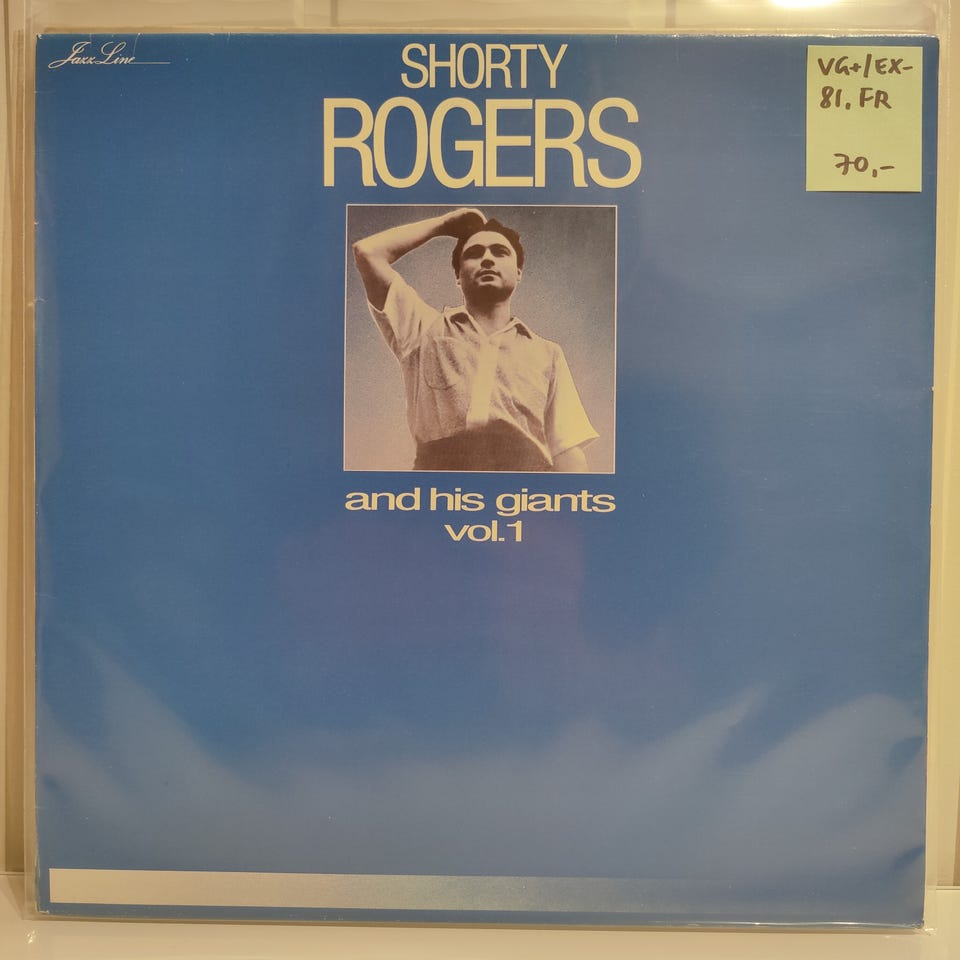 Jazz Line
SHORTY
ROGERS
VG+/EX-
81, FR
70,-
and his giants
vol.1